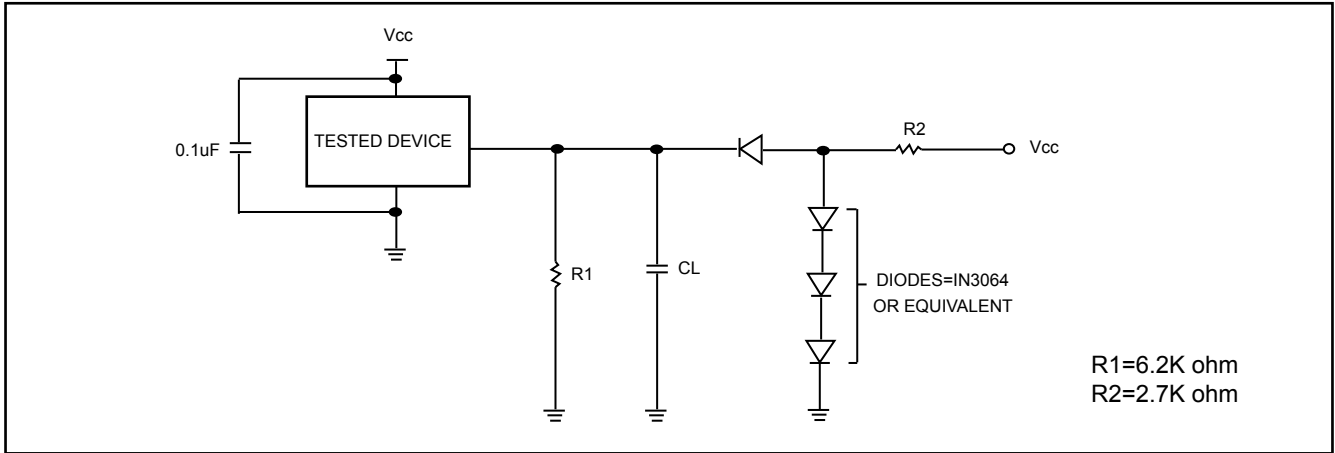 Vcc
0.1uF
TESTED DEVICE
R2
Vcc
R1
CL
DIODES=IN3064
OR EQUIVALENT
R1=6.2K ohm
R2=2.7K ohm